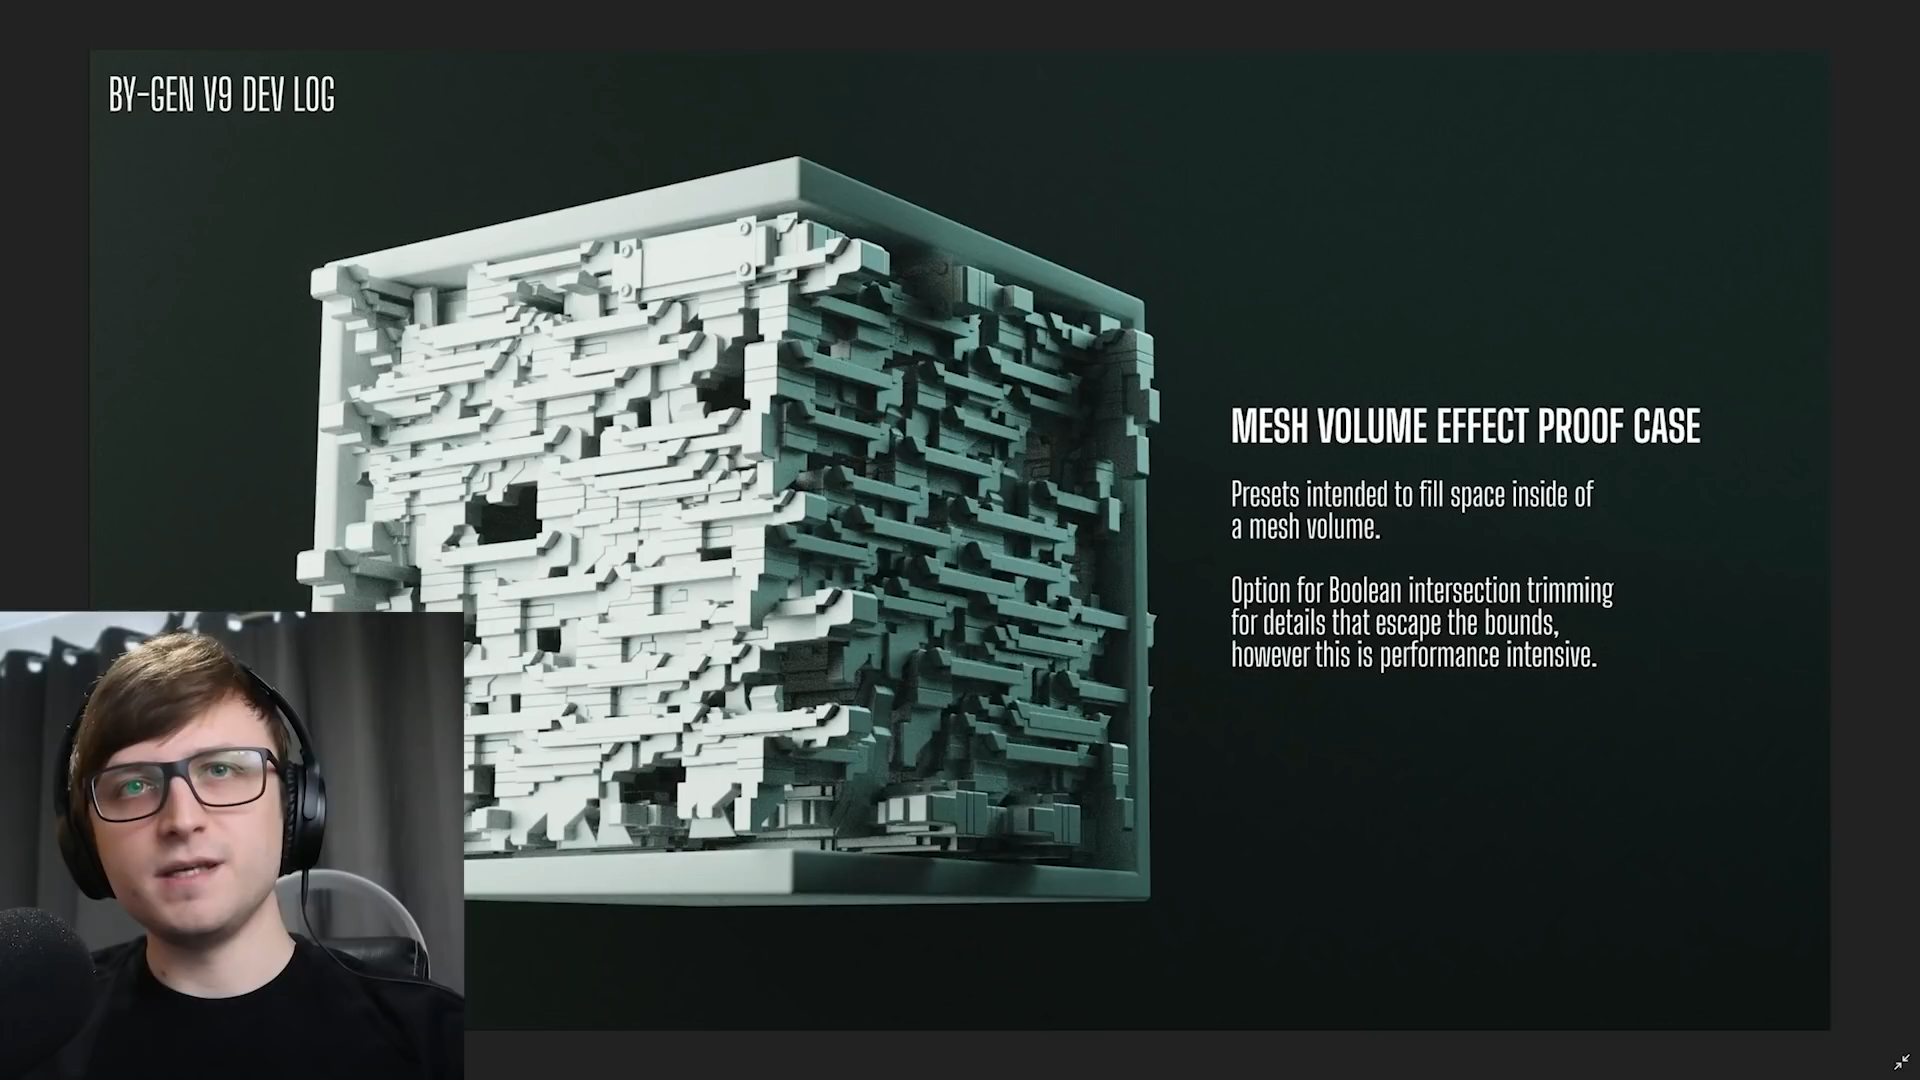 BY-GEN V9 DEV LOG
MESH VOLUME EFFECT PROOF CASE
Presets intended to fill space inside of
a mesh volume.
Option for Boolean intersection trimming
for details that escape the bounds,
however this is performance intensive.